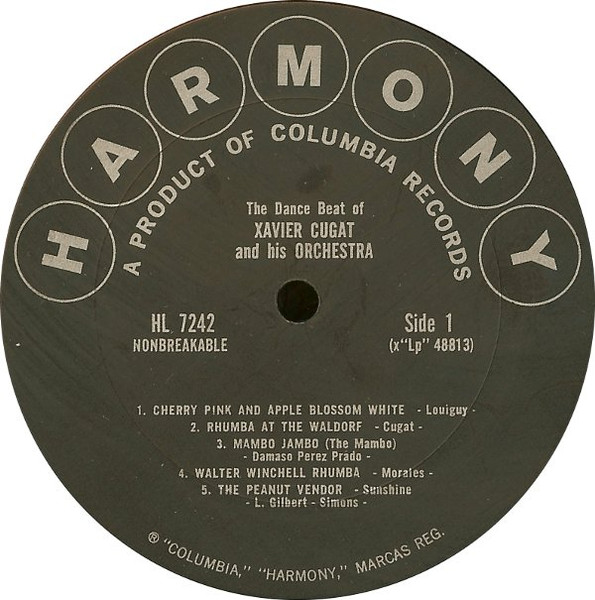 HARMONY
A PRODUCT OF COLUMBIA RECORDS
The Dance Beat of
XAVIER CUGAT
and his ORCHESTRA
HL 7242
NONBREAKABLE
Side 1
(x"Lp" 48813)
1. CHERRY PINK AND APPLE BLOSSOM WHITE - Louiguy -
2. RHUMBA AT THE WALDORF - Cugat -
3. MAMBO JAMBO (The Mambo)
- Damaso Perez Prado -
4. WALTER WINCHELL RHUMBA - Morales -
5. THE PEANUT VENDOR - Sunshine
- L. Gilbert - Simons -
® "COLUMBIA," "HARMONY," MARCAS REG.